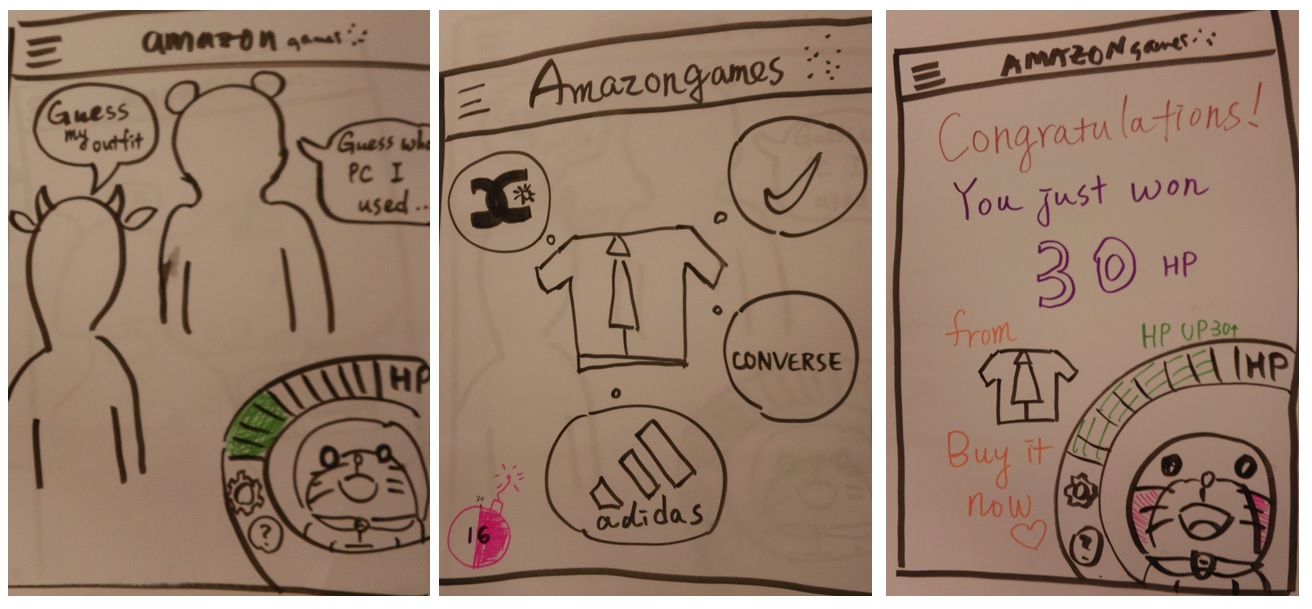 amazon games
Guess
my outfit
Guess
PC I
used...
HP
?
Amazongames
CONVERSE
adidas
20
16
AMAZON games
Congratulations!
You just won
30 HP
from
HP UP30↑
HP
Buy it
now
?